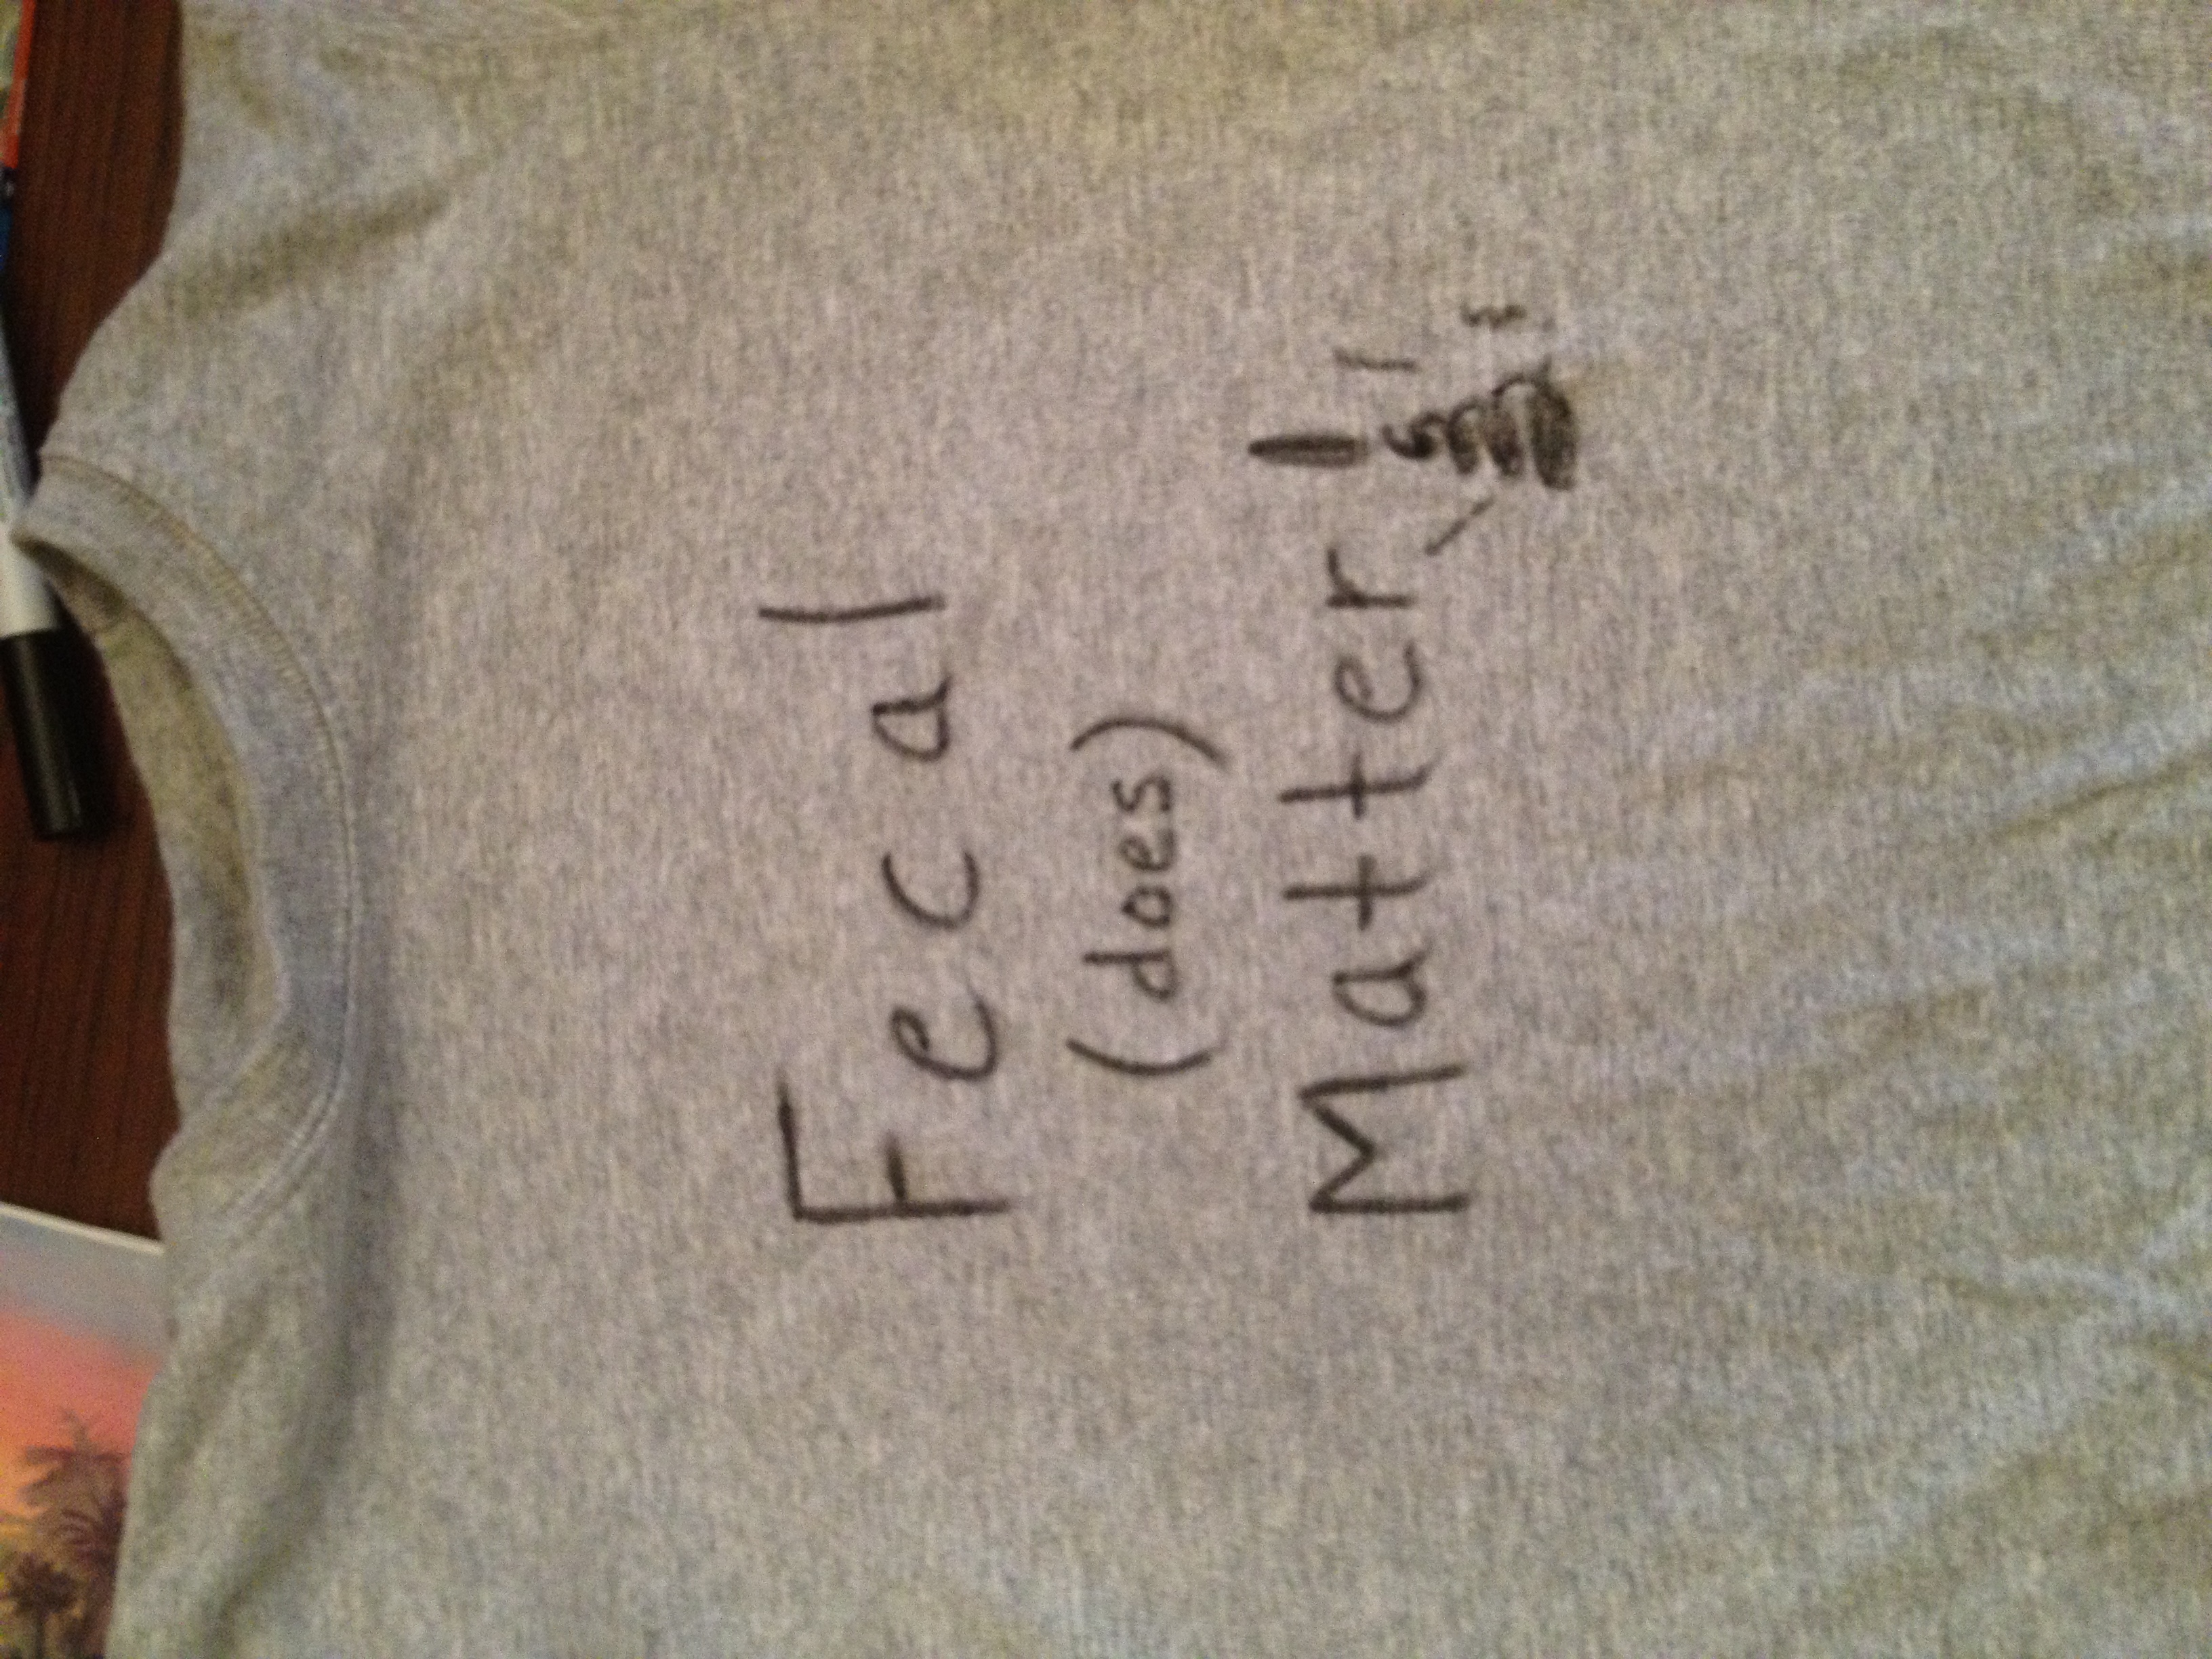 Fecal
(does)
Matter!